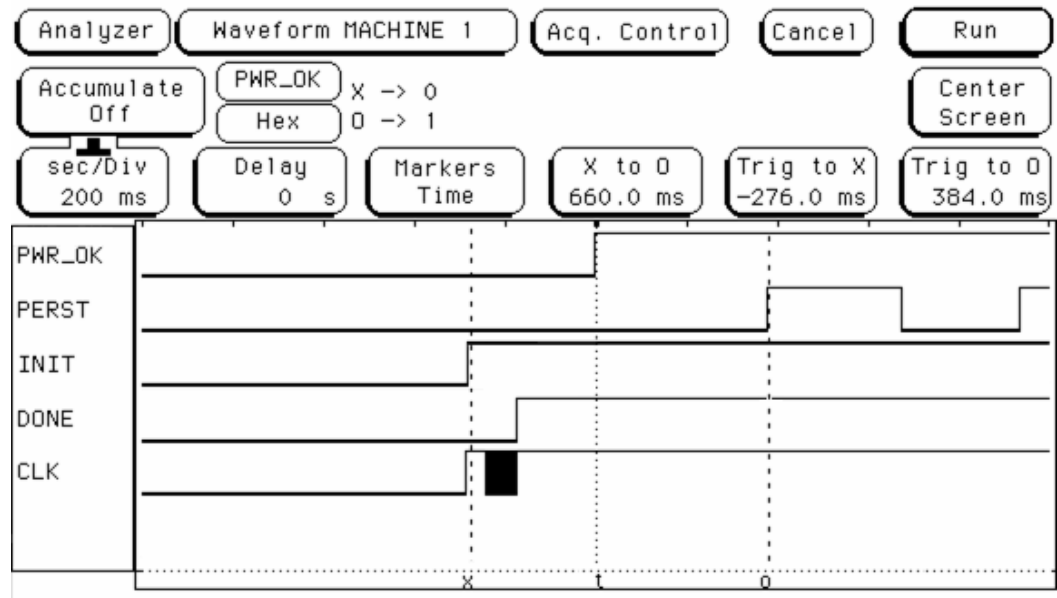 Analyzer Waveform MACHINE 1 Acq. Control Cancel Run
Accumulate Off
PWR_OK X -> 0
Hex O -> 1
Center Screen
sec/Div 200 ms
Delay 0 s
Markers Time
X to O 660.0 ms
Trig to X -276.0 ms
Trig to O 384.0 ms
PWR_OK
PERST
INIT
DONE
CLK
x t o